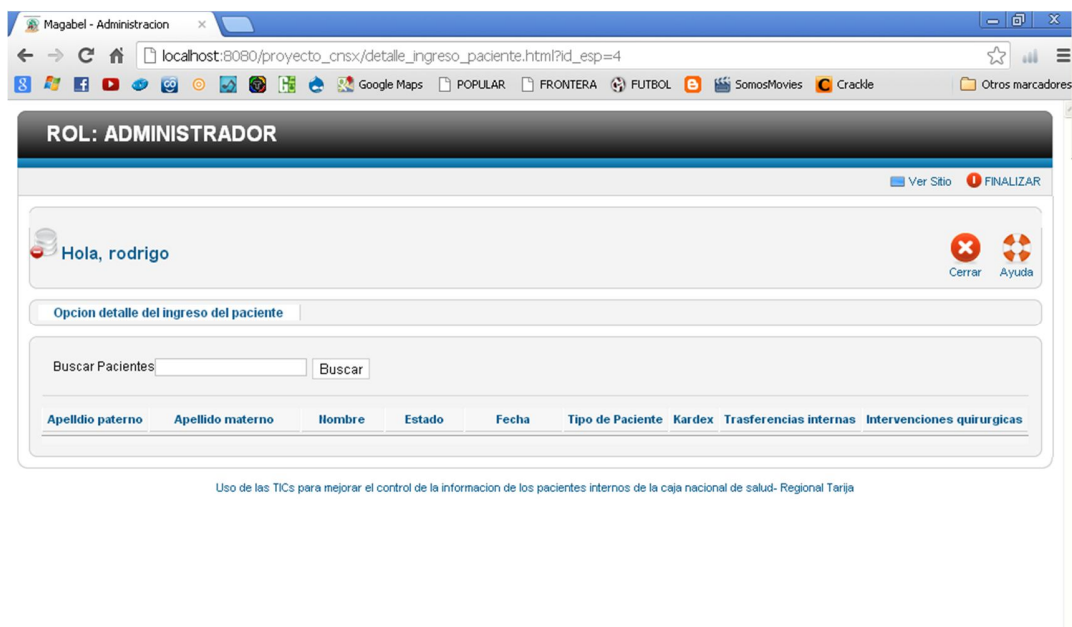 Magabel - Administracion
localhost:8080/proyecto_cnsx/detalle_ingreso_paciente.html?id_esp=4
Google Maps POPULAR FRONTERA FUTBOL SomosMovies Crackle Otros marcadores
ROL: ADMINISTRADOR
Ver Sitio FINALIZAR
Hola, rodrigo
Cerrar Ayuda
Opcion detalle del ingreso del paciente
Buscar Pacientes Buscar
Apelldio paterno Apellido materno Nombre Estado Fecha Tipo de Paciente Kardex Trasferencias internas Intervenciones quirurgicas
Uso de las TICs para mejorar el control de la informacion de los pacientes internos de la caja nacional de salud- Regional Tarija